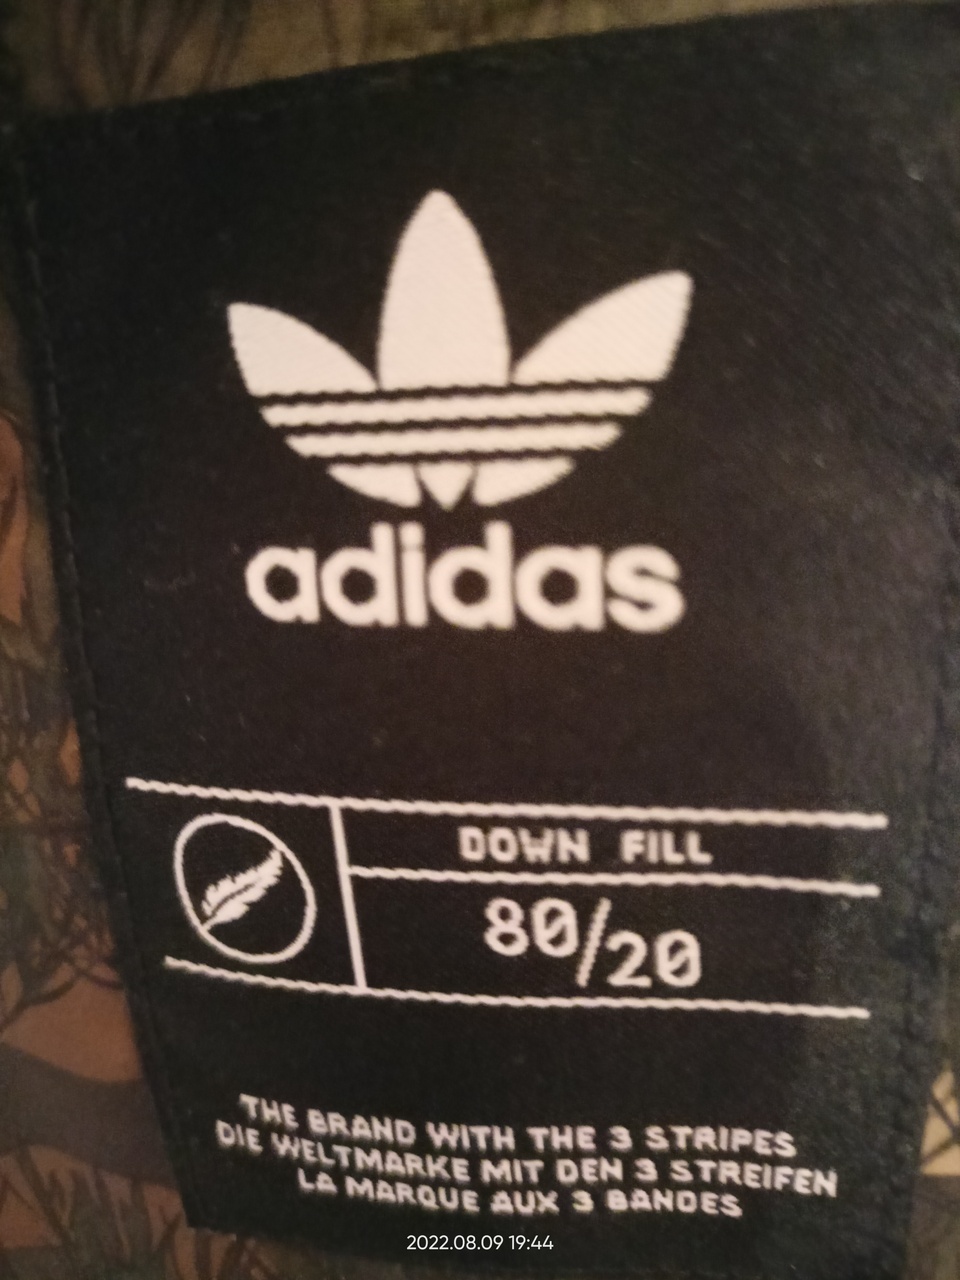 adidas
DOWN FILL
80/20
THE BRAND WITH THE 3 STRIPES
DIE WELTMARKE MIT DEN 3 STREIFEN
LA MARQUE AUX 3 BANDES
2022.08.09 19:44